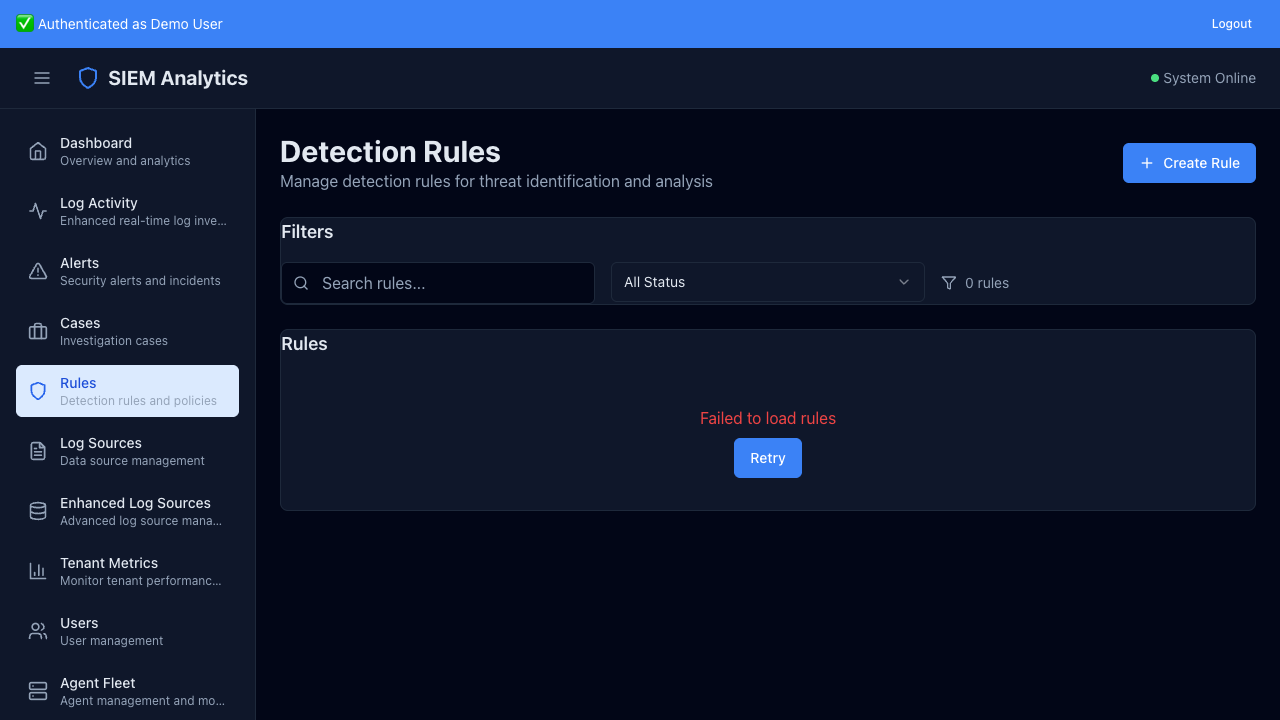 ✅ Authenticated as Demo User
Logout
SIEM Analytics
System Online
Dashboard
Overview and analytics
Log Activity
Enhanced real-time log inve...
Alerts
Security alerts and incidents
Cases
Investigation cases
Rules
Detection rules and policies
Log Sources
Data source management
Enhanced Log Sources
Advanced log source mana...
Tenant Metrics
Monitor tenant performanc...
Users
User management
Agent Fleet
Agent management and mo...
Detection Rules
Manage detection rules for threat identification and analysis
Create Rule
Filters
Search rules...
All Status
0 rules
Rules
Failed to load rules
Retry